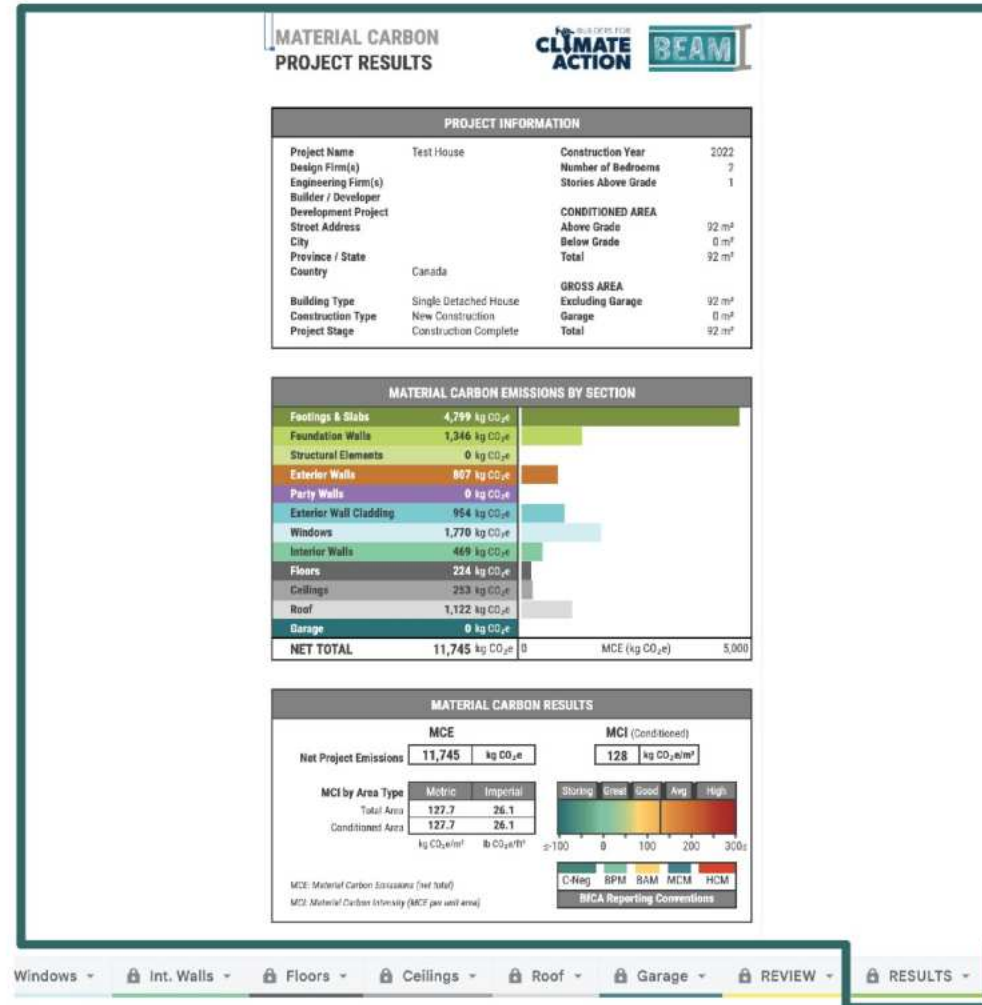 MATERIAL CARBON
PROJECT RESULTS
BUILDERS FOR
CLIMATE
ACTION
BEAM
PROJECT INFORMATION
Project Name Test House Construction Year 2022
Design Firm(s) Number of Bedrooms 2
Engineering Firm(s) Stories Above Grade 1
Builder / Developer
Development Project CONDITIONED AREA
Street Address Above Grade 92 m²
City Below Grade 0 m²
Province / State Total 92 m²
Country Canada
GROSS AREA
Building Type Single Detached House Excluding Garage 92 m²
Construction Type New Construction Garage 0 m²
Project Stage Construction Complete Total 92 m²
MATERIAL CARBON EMISSIONS BY SECTION
Footings & Slabs 4,799 kg CO₂e
Foundation Walls 1,346 kg CO₂e
Structural Elements 0 kg CO₂e
Exterior Walls 807 kg CO₂e
Party Walls 0 kg CO₂e
Exterior Wall Cladding 954 kg CO₂e
Windows 1,770 kg CO₂e
Interior Walls 469 kg CO₂e
Floors 224 kg CO₂e
Ceilings 253 kg CO₂e
Roof 1,122 kg CO₂e
Garage 0 kg CO₂e
NET TOTAL 11,745 kg CO₂e 0 MCE (kg CO₂e) 5,000
MATERIAL CARBON RESULTS
MCE MCI (Conditioned)
Net Project Emissions 11,745 kg CO₂e 128 kg CO₂e/m²
MCI by Area Type Metric Imperial Storing Great Good Avg High
Total Area 127.7 26.1
Conditioned Area 127.7 26.1
kg CO₂e/m² lb CO₂e/ft² ≤-100 0 100 200 300≤
C-Neg BPM BAM MCM HCM
MCE: Material Carbon Emissions (net total)
MCI: Material Carbon Intensity (MCE per unit area) BfCA Reporting Conventions
Windows Int. Walls Floors Ceilings Roof Garage REVIEW RESULTS